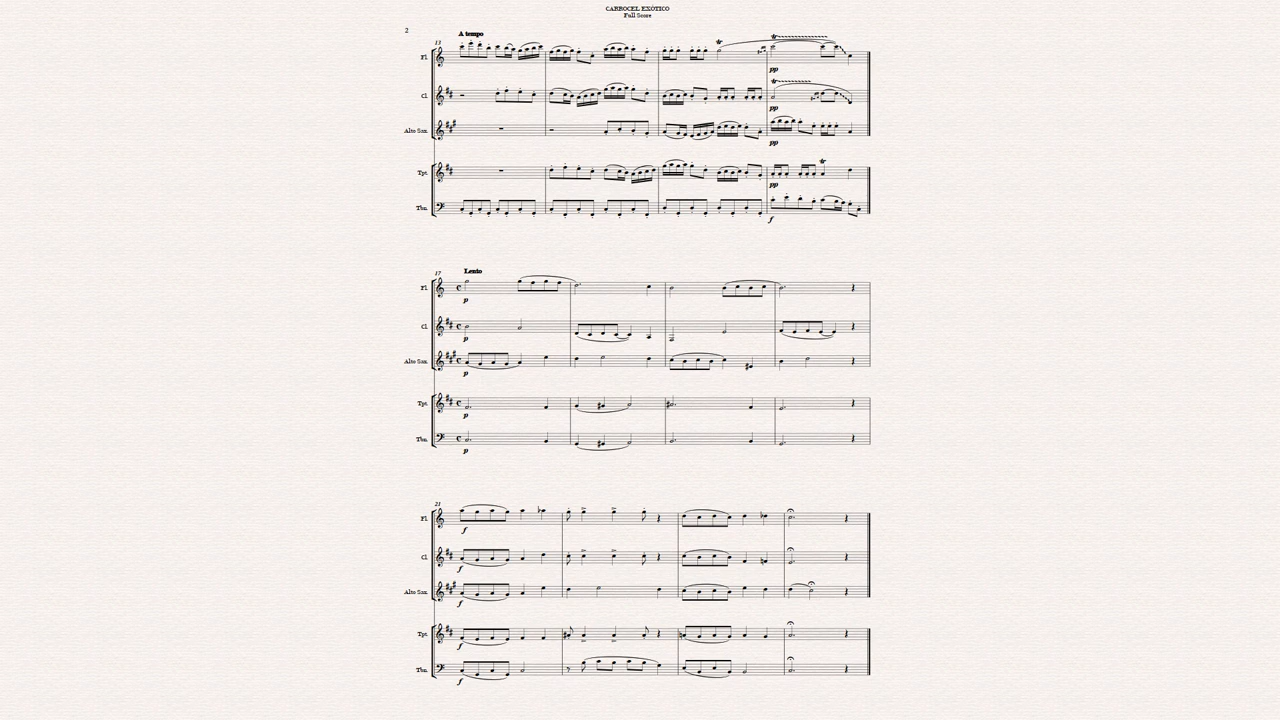 CARROCEL EXÓTICO
Full Score
2
A tempo
13
Fl.
pp
Cl.
pp
Alto Sax.
pp
Tpt.
pp
Tbn.
f
Lento
17
Fl.
p
Cl.
p
Alto Sax.
p
Tpt.
p
Tbn.
p
21
Fl.
f
Cl.
f
Alto Sax.
f
Tpt.
f
Tbn.
f